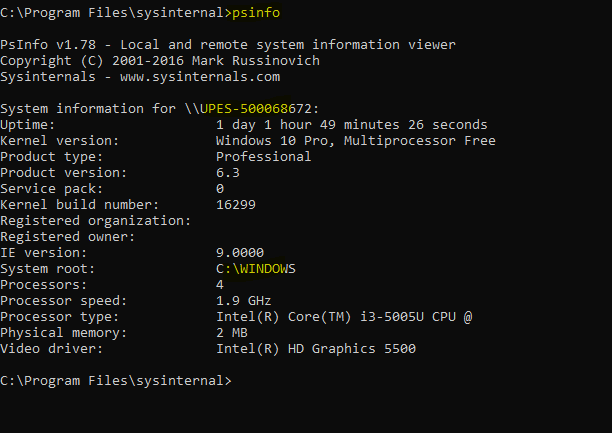 C:\Program Files\sysinternal>psinfo
PsInfo v1.78 - Local and remote system information viewer
Copyright (C) 2001-2016 Mark Russinovich
Sysinternals - www.sysinternals.com
System information for \\UPES-500068672:
Uptime: 1 day 1 hour 49 minutes 26 seconds
Kernel version: Windows 10 Pro, Multiprocessor Free
Product type: Professional
Product version: 6.3
Service pack: 0
Kernel build number: 16299
Registered organization:
Registered owner:
IE version: 9.0000
System root: C:\WINDOWS
Processors: 4
Processor speed: 1.9 GHz
Processor type: Intel(R) Core(TM) i3-5005U CPU @
Physical memory: 2 MB
Video driver: Intel(R) HD Graphics 5500
C:\Program Files\sysinternal>